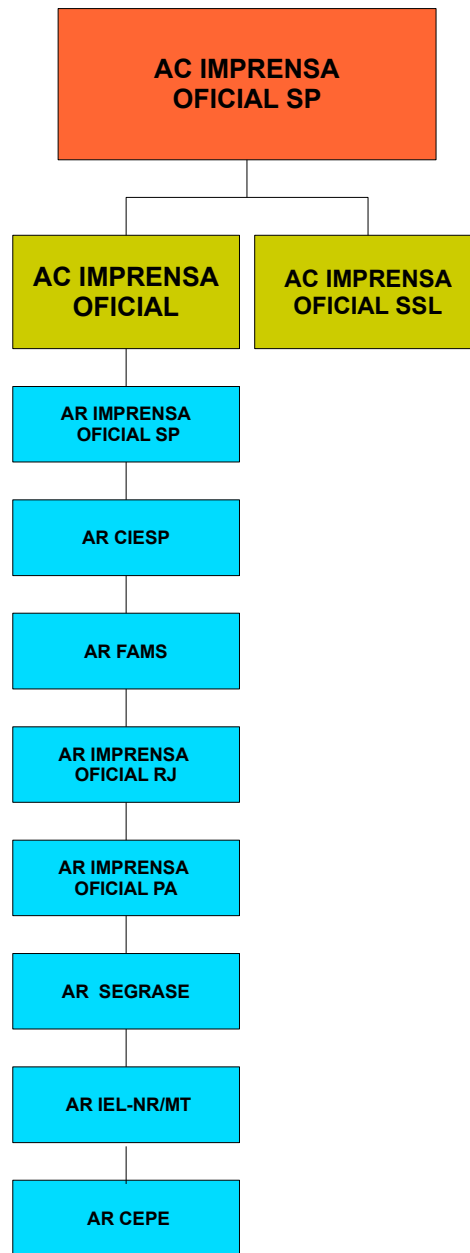 AC IMPRENSA
OFICIAL SP
AC IMPRENSA
OFICIAL
AC IMPRENSA
OFICIAL SSL
AR IMPRENSA
OFICIAL SP
AR CIESP
AR FAMS
AR IMPRENSA
OFICIAL RJ
AR IMPRENSA
OFICIAL PA
AR SEGRASE
AR IEL-NR/MT
AR CEPE